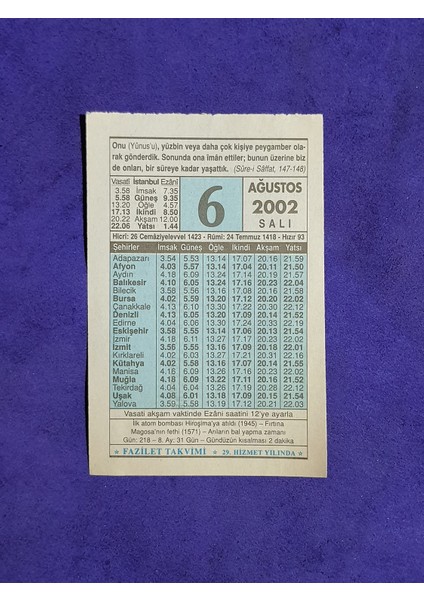 Onu (Yûnus'u), yüzbin veya daha çok kişiye peygamber ola-
rak gönderdik. Sonunda ona îmân ettiler; bunun üzerine biz
de onları, bir süreye kadar yaşattık. (Sûre-i Sâffat, 147-148)
Vasatî İstanbul Ezânî
3.58 İmsak 7.35
5.58 Güneş 9.35
13.20 Öğle 4.57
17.13 İkindi 8.50
20.22 Akşam 12.00
22.06 Yatsı 1.44
6
AĞUSTOS
2002
SALI
Hicrî: 26 Cemâziyelevvel 1423 - Rûmî: 24 Temmuz 1418 - Hızır 93
Şehirler İmsak Güneş Öğle İkindi Akşam Yatsı
Adapazarı 3.54 5.53 13.14 17.07 20.16 21.59
Afyon 4.03 5.57 13.14 17.04 20.11 21.50
Aydın 4.18 6.09 13.24 17.13 20.19 21.57
Balıkesir 4.10 6.05 13.24 17.16 20.23 22.04
Bilecik 3.58 5.56 13.16 17.08 20.16 21.58
Bursa 4.02 5.59 13.20 17.12 20.20 22.02
Çanakkale 4.13 6.10 13.30 17.22 20.31 22.12
Denizli 4.13 6.05 13.20 17.09 20.14 21.52
Edirne 4.04 6.06 13.30 17.24 20.34 22.19
Eskişehir 3.58 5.55 13.14 17.06 20.13 21.54
İzmir 4.18 6.11 13.27 17.17 20.23 22.02
İzmit 3.56 5.55 13.16 17.09 20.18 22.01
Kırklareli 4.02 6.03 13.27 17.21 20.31 22.16
Kütahya 4.02 5.58 13.16 17.07 20.14 21.55
Manisa 4.16 6.09 13.26 17.16 20.22 22.02
Muğla 4.18 6.09 13.22 17.11 20.16 21.52
Tekirdağ 4.04 6.04 13.26 17.19 20.28 22.12
Uşak 4.08 6.01 13.18 17.09 20.15 21.54
Yalova 3.59 5.58 13.19 17.12 20.21 22.03
Vasati akşam vaktinde Ezâni saatini 12'ye ayarla
İlk atom bombası Hiroşima'ya atıldı (1945) – Fırtına
Magosa'nın fethi (1571) – Arıların bal yapma zamanı
Gün: 218 – 8. Ay: 31 Gün – Gündüzün kısalması 2 dakika
FAZİLET TAKVİMİ * 29. HİZMET YILINDA